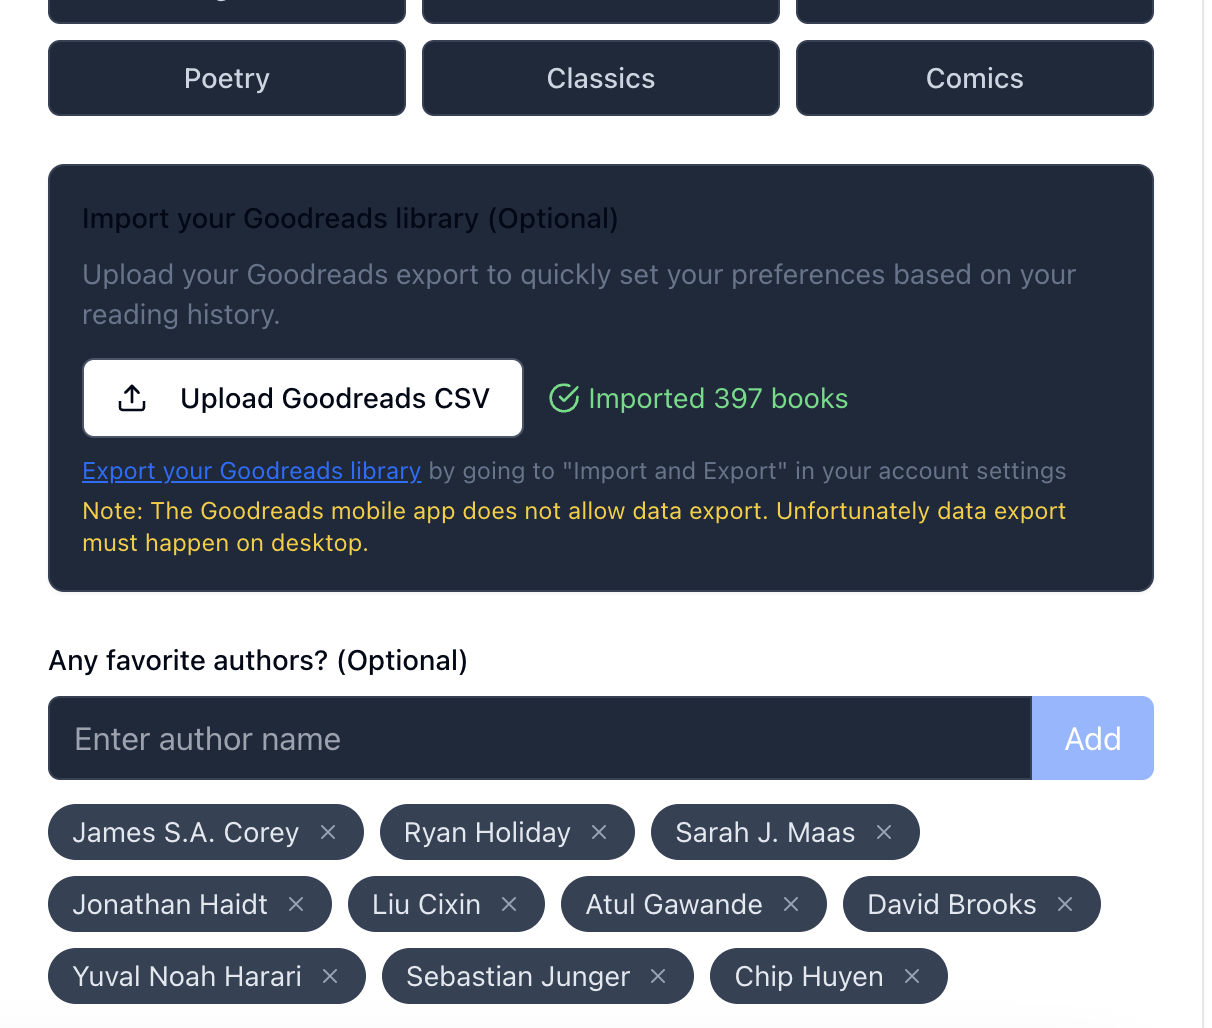 Poetry Classics Comics
Import your Goodreads library (Optional)
Upload your Goodreads export to quickly set your preferences based on your
reading history.
Upload Goodreads CSV Imported 397 books
Export your Goodreads library by going to "Import and Export" in your account settings
Note: The Goodreads mobile app does not allow data export. Unfortunately data export
must happen on desktop.
Any favorite authors? (Optional)
Enter author name Add
James S.A. Corey × Ryan Holiday × Sarah J. Maas ×
Jonathan Haidt × Liu Cixin × Atul Gawande × David Brooks ×
Yuval Noah Harari × Sebastian Junger × Chip Huyen ×